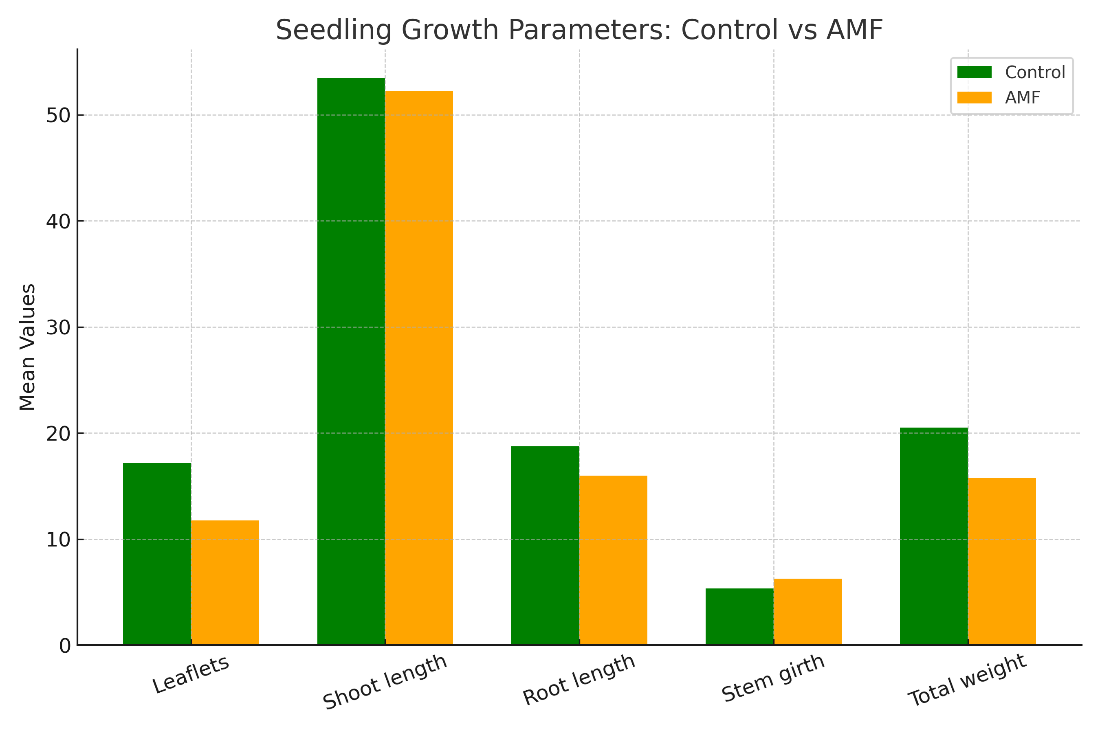 Seedling Growth Parameters: Control vs AMF
Control
AMF
Mean Values
50
40
30
20
10
0
Leaflets
Shoot length
Root length
Stem girth
Total weight